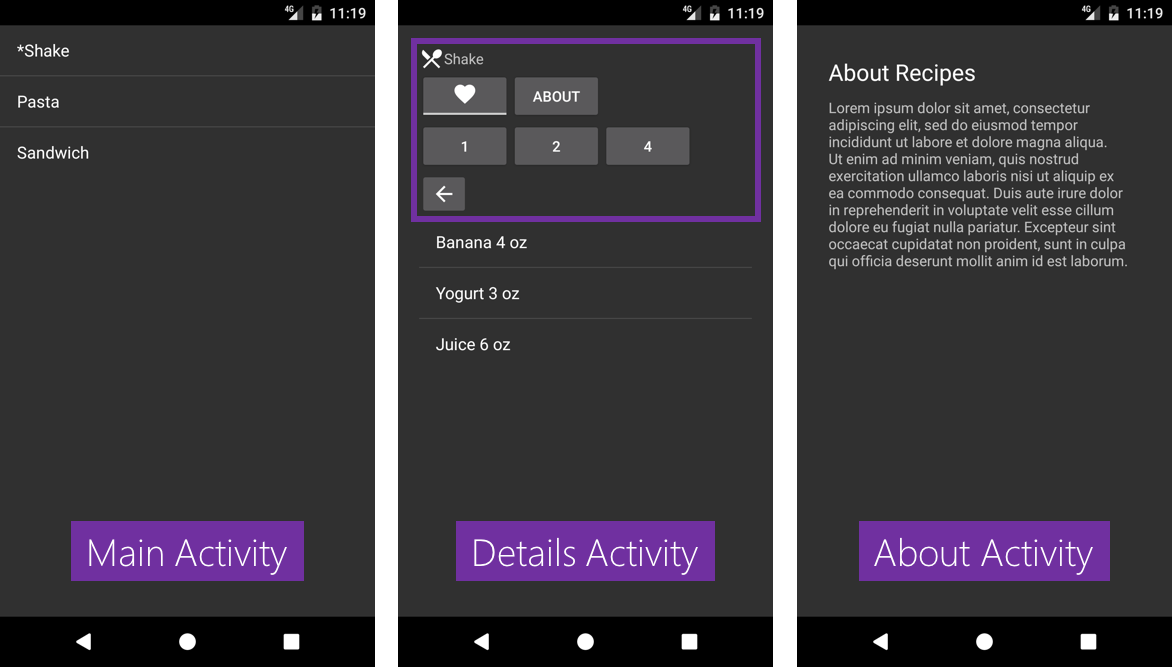 4G 11:19
*Shake
Pasta
Sandwich
Main Activity
4G 11:19
Shake
ABOUT
1 2 4
Banana 4 oz
Yogurt 3 oz
Juice 6 oz
Details Activity
4G 11:19
About Recipes
Lorem ipsum dolor sit amet, consectetur
adipiscing elit, sed do eiusmod tempor
incididunt ut labore et dolore magna aliqua.
Ut enim ad minim veniam, quis nostrud
exercitation ullamco laboris nisi ut aliquip ex
ea commodo consequat. Duis aute irure dolor
in reprehenderit in voluptate velit esse cillum
dolore eu fugiat nulla pariatur. Excepteur sint
occaecat cupidatat non proident, sunt in culpa
qui officia deserunt mollit anim id est laborum.
About Activity